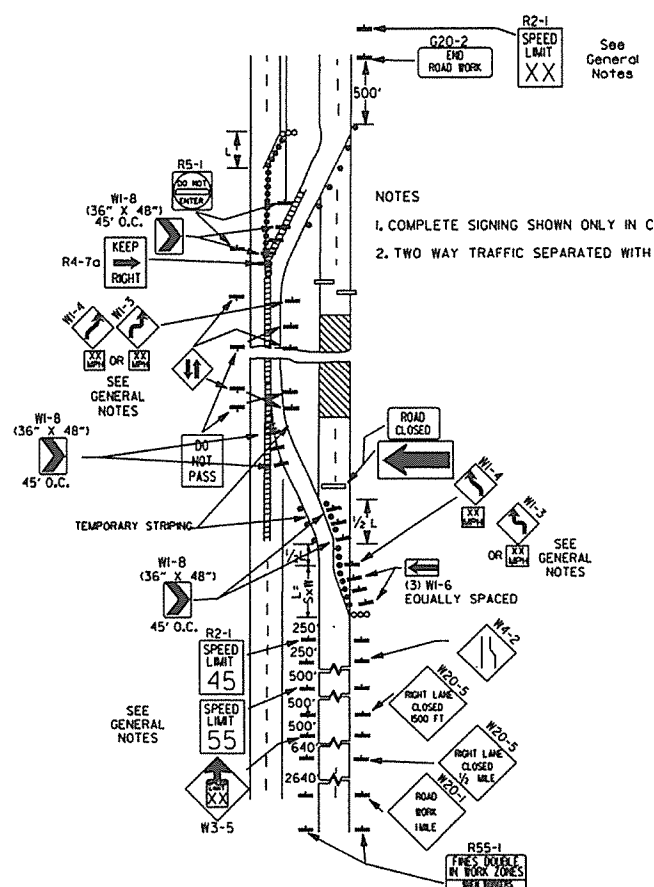 R2-1
SPEED
LIMIT
XX
See
General
Notes
G20-2
END
ROAD WORK
500'
L
R5-1
DO NOT
ENTER
W1-8
(36" X 48")
45' O.C.
KEEP
RIGHT
R4-7a
NOTES
1. COMPLETE SIGNING SHOWN ONLY IN C
2. TWO WAY TRAFFIC SEPARATED WITH
W1-4
W1-3
XX
MPH
OR
XX
MPH
SEE
GENERAL
NOTES
W1-8
(36" X 48")
45' O.C.
DO
NOT
PASS
ROAD
CLOSED
W1-4
XX
MPH
W1-3
OR
XX
MPH
SEE
GENERAL
NOTES
TEMPORARY STRIPING
½ L
½ L
L=
SxW
W1-8
(36" X 48")
45' O.C.
(3) W1-6
EQUALLY SPACED
R2-1
SPEED
LIMIT
45
250'
250'
500'
500'
500'
640'
2640'
W4-2
SEE
GENERAL
NOTES
SPEED
LIMIT
55
W20-5
RIGHT LANE
CLOSED
1500 FT
W20-5
RIGHT LANE
CLOSED
½ MILE
XX
W3-5
W20-1
ROAD
WORK
1 MILE
R55-1
FINES DOUBLE
IN WORK ZONES